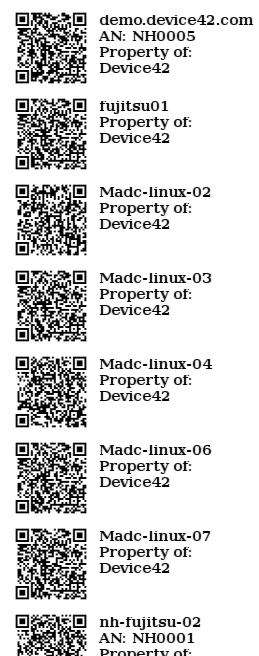 demo.device42.com
AN: NH0005
Property of:
Device42
fujitsu01
Property of:
Device42
Madc-linux-02
Property of:
Device42
Madc-linux-03
Property of:
Device42
Madc-linux-04
Property of:
Device42
Madc-linux-06
Property of:
Device42
Madc-linux-07
Property of:
Device42
nh-fujitsu-02
AN: NH0001
Property of: